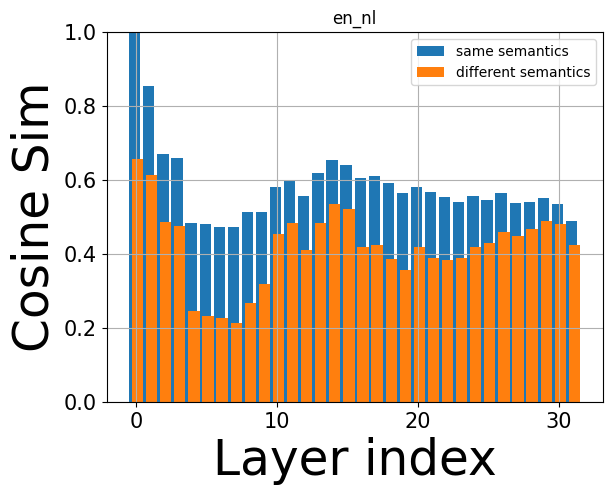 en_nl
same semantics
different semantics
Cosine Sim
1.0
0.8
0.6
0.4
0.2
0.0
0 10 20 30
Layer index